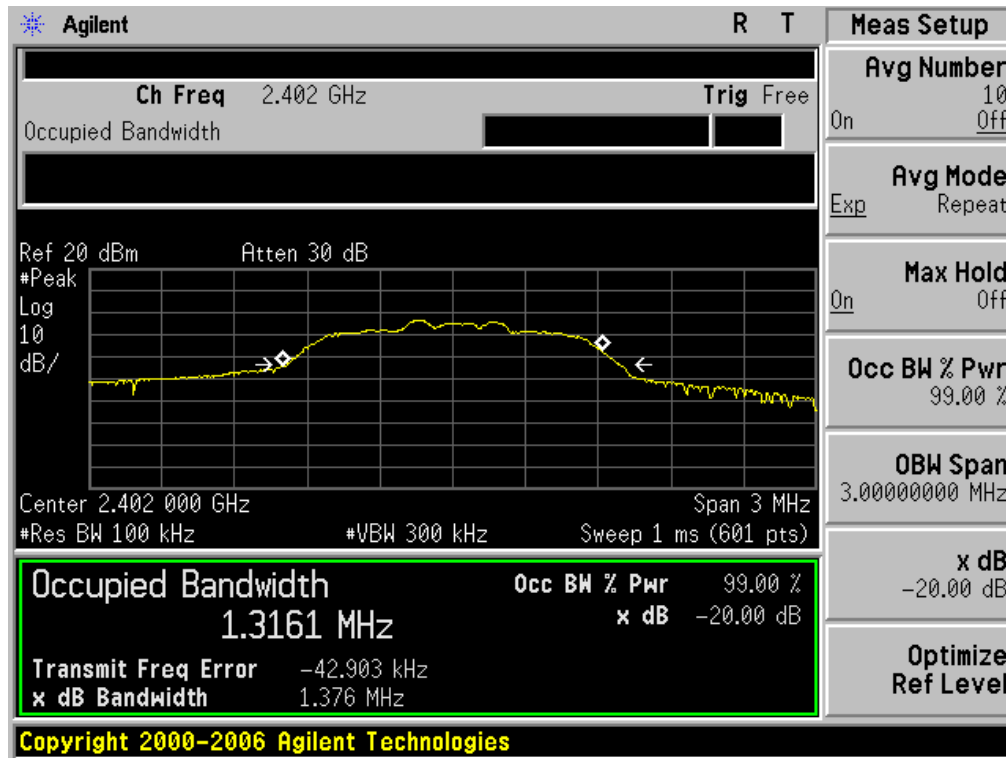 Agilent R T
Ch Freq 2.402 GHz Trig Free
Occupied Bandwidth
Ref 20 dBm Atten 30 dB
#Peak
Log
10
dB/
Center 2.402 000 GHz Span 3 MHz
#Res BW 100 kHz #VBW 300 kHz Sweep 1 ms (601 pts)
Occupied Bandwidth Occ BW % Pwr 99.00 %
1.3161 MHz x dB -20.00 dB
Transmit Freq Error -42.903 kHz
x dB Bandwidth 1.376 MHz
Copyright 2000-2006 Agilent Technologies
Meas Setup
Avg Number
10
On Off
Avg Mode
Exp Repeat
Max Hold
On Off
Occ BW % Pwr
99.00 %
OBW Span
3.00000000 MHz
x dB
-20.00 dB
Optimize
Ref Level